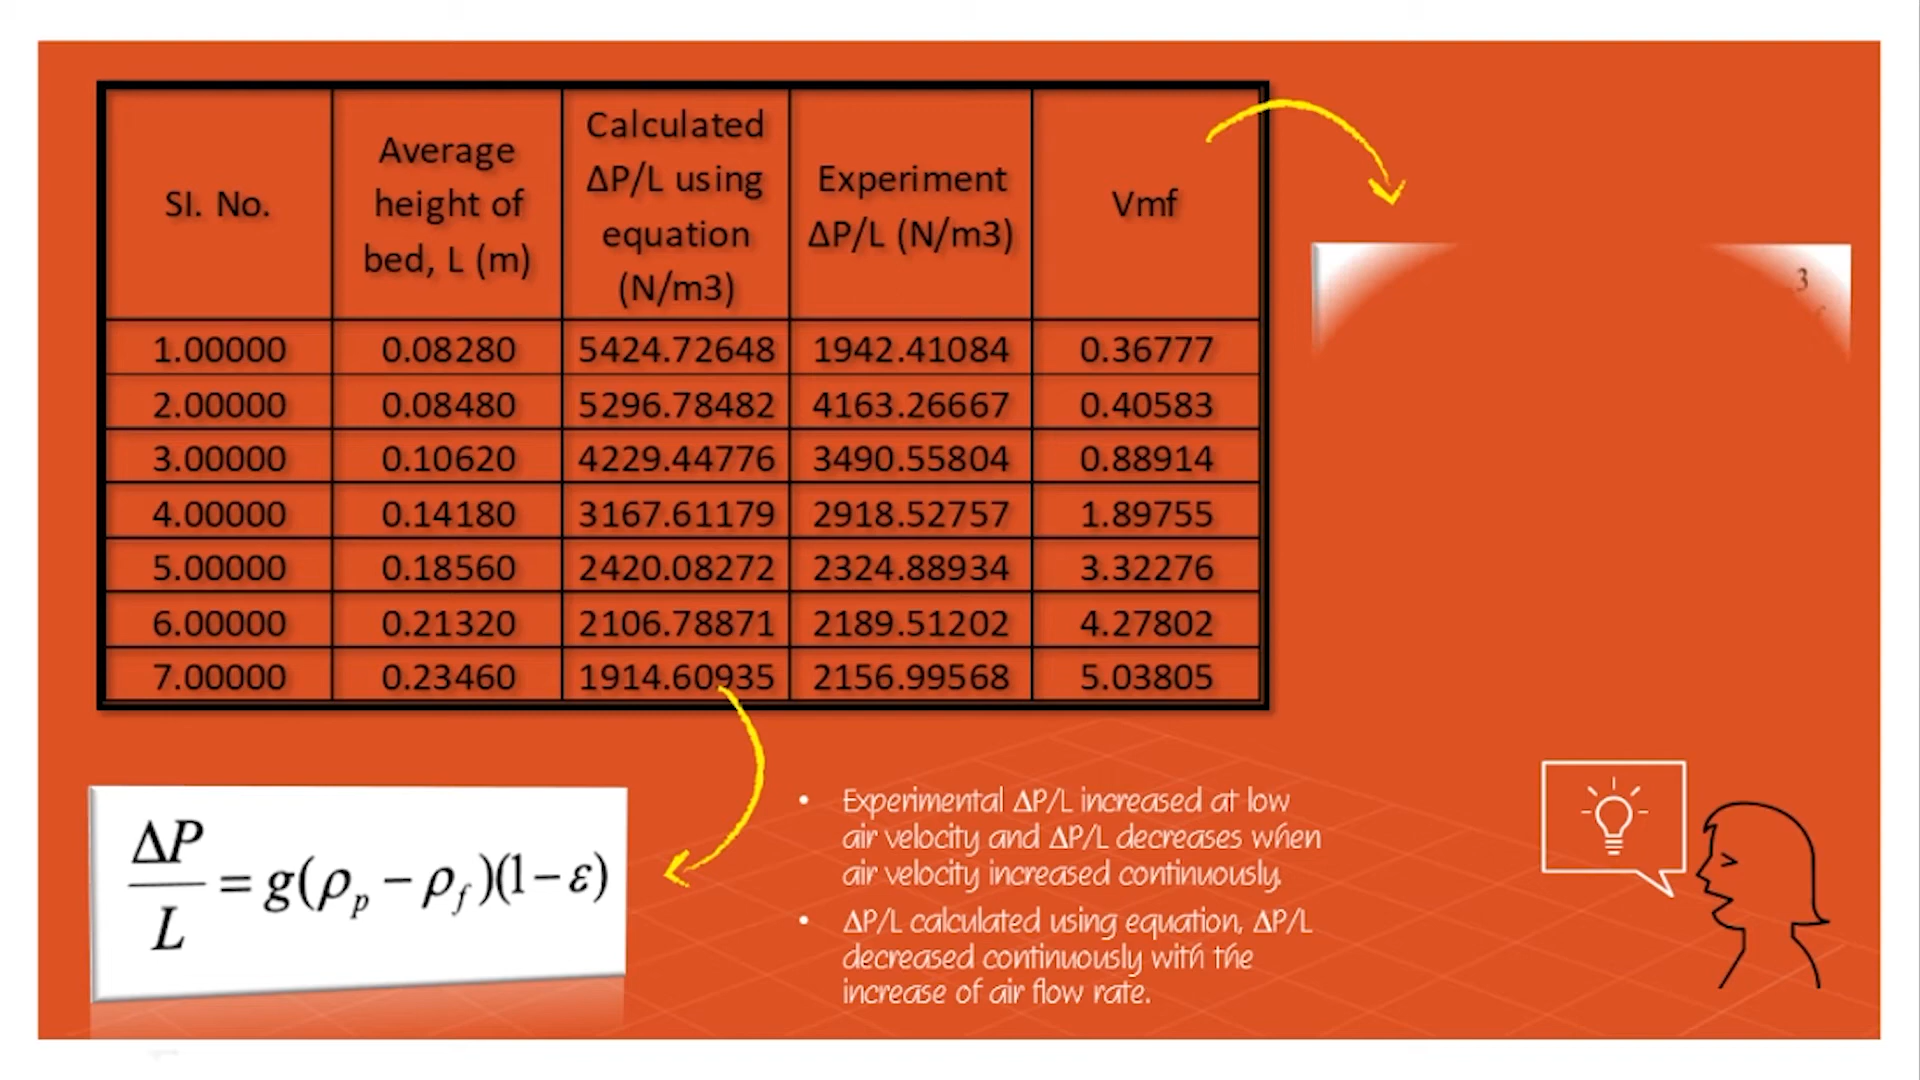 SI. No.
Average
height of
bed, L (m)
Calculated
ΔP/L using
equation
(N/m3)
Experiment
ΔP/L (N/m3)
Vmf
1.00000 0.08280 5424.72648 1942.41084 0.36777
2.00000 0.08480 5296.78482 4163.26667 0.40583
3.00000 0.10620 4229.44776 3490.55804 0.88914
4.00000 0.14180 3167.61179 2918.52757 1.89755
5.00000 0.18560 2420.08272 2324.88934 3.32276
6.00000 0.21320 2106.78871 2189.51202 4.27802
7.00000 0.23460 1914.60935 2156.99568 5.03805
3
ΔP/L = g(ρp − ρf)(1−ε)
• Experimental ΔP/L increased at low
air velocity and ΔP/L decreases when
air velocity increased continuously.
• ΔP/L calculated using equation, ΔP/L
decreased continuously with the
increase of air flow rate.